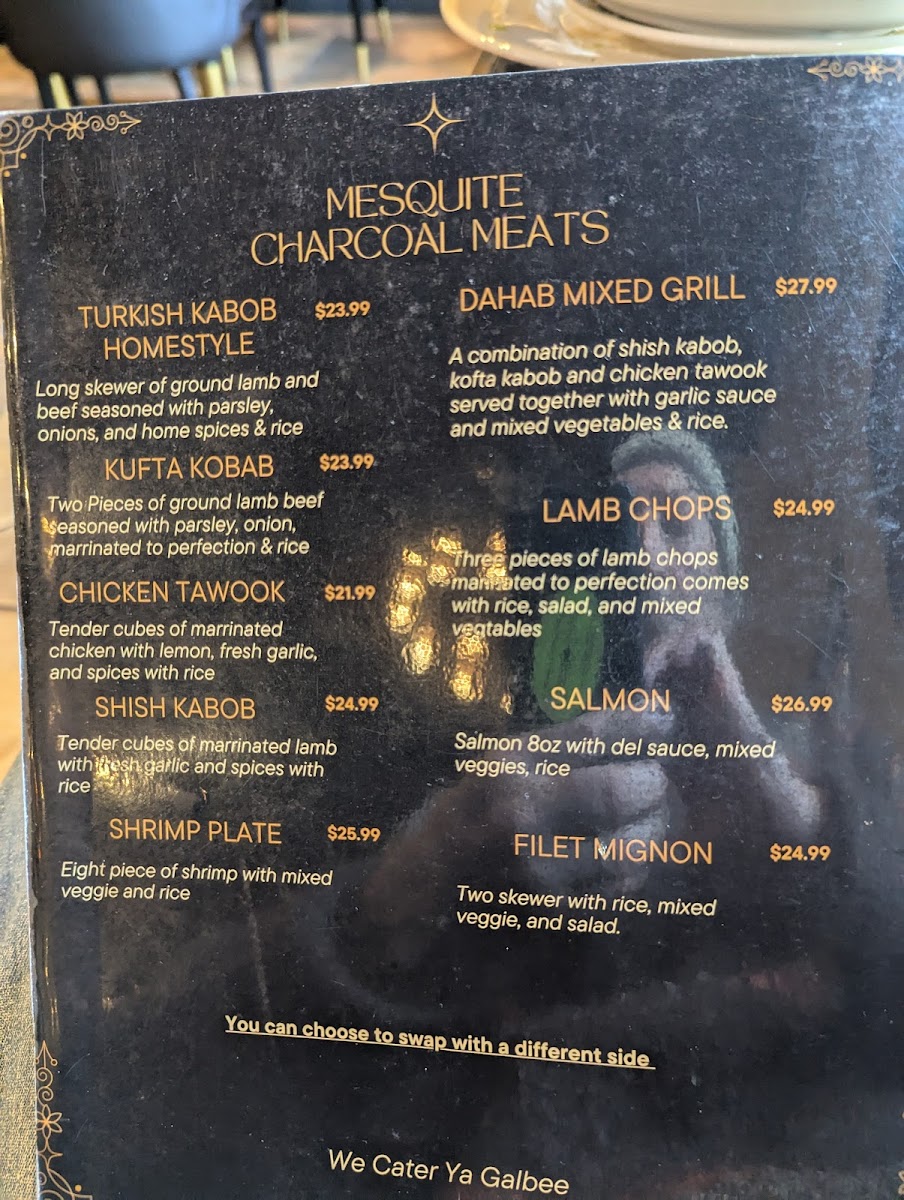 MESQUITE
CHARCOAL MEATS
TURKISH KABOB $23.99
HOMESTYLE
Long skewer of ground lamb and
beef seasoned with parsley,
onions, and home spices & rice
KUFTA KOBAB $23.99
Two Pieces of ground lamb beef
seasoned with parsley, onion,
marrinated to perfection & rice
CHICKEN TAWOOK $21.99
Tender cubes of marrinated
chicken with lemon, fresh garlic,
and spices with rice
SHISH KABOB $24.99
Tender cubes of marrinated lamb
with fresh garlic and spices with
rice
SHRIMP PLATE $25.99
Eight piece of shrimp with mixed
veggie and rice
DAHAB MIXED GRILL $27.99
A combination of shish kabob,
kofta kabob and chicken tawook
served together with garlic sauce
and mixed vegetables & rice.
LAMB CHOPS $24.99
Three pieces of lamb chops
marinated to perfection comes
with rice, salad, and mixed
vegtables
SALMON $26.99
Salmon 8oz with del sauce, mixed
veggies, rice
FILET MIGNON $24.99
Two skewer with rice, mixed
veggie, and salad.
You can choose to swap with a different side
We Cater Ya Galbee